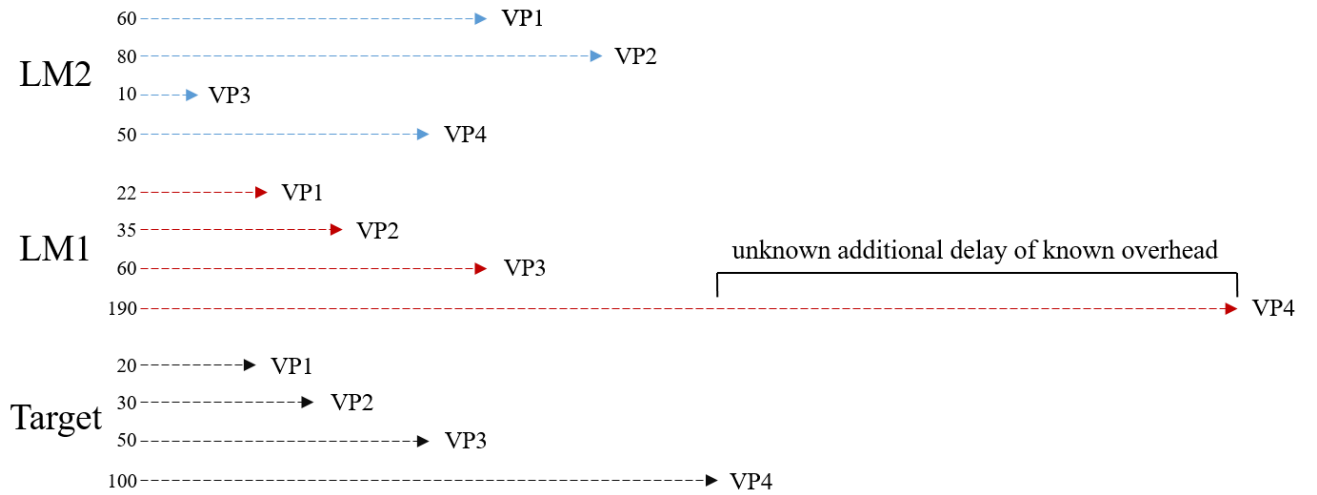 LM2
60 VP1
80 VP2
10 VP3
50 VP4
LM1
22 VP1
35 VP2
60 VP3
unknown additional delay of known overhead
190 VP4
Target
20 VP1
30 VP2
50 VP3
100 VP4